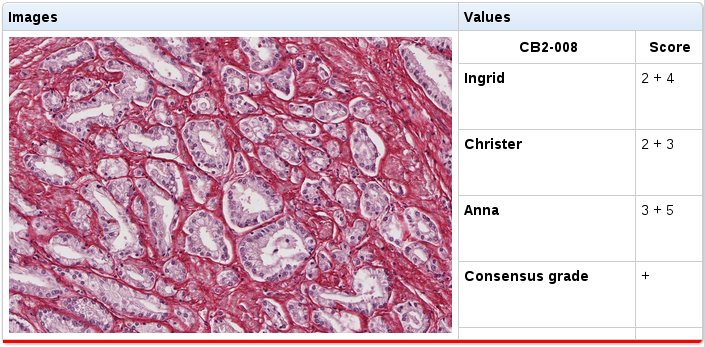 Images Values
CB2-008 Score
Ingrid 2 + 4
Christer 2 + 3
Anna 3 + 5
Consensus grade +